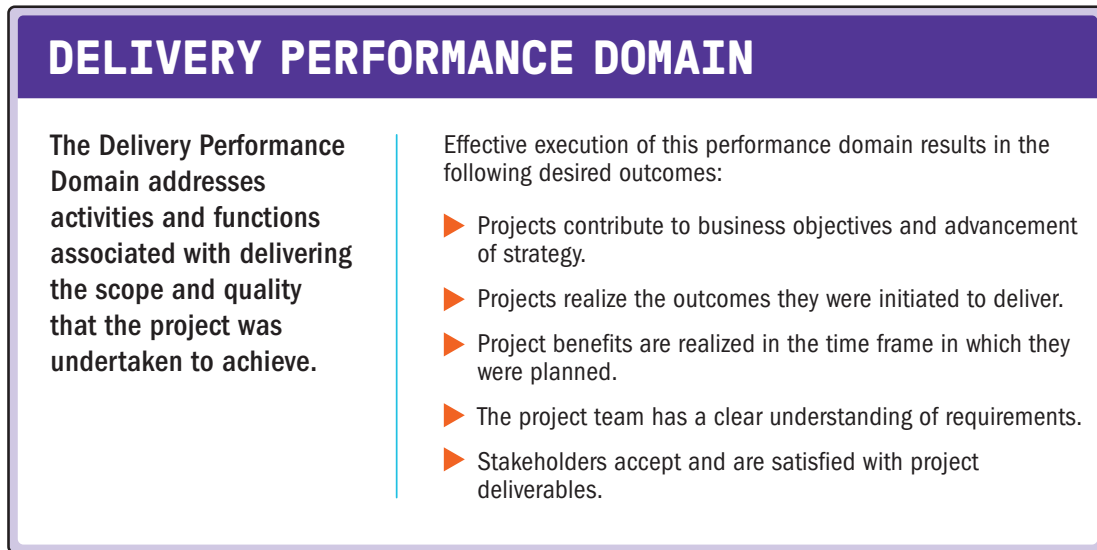 DELIVERY PERFORMANCE DOMAIN
The Delivery Performance
Domain addresses
activities and functions
associated with delivering
the scope and quality
that the project was
undertaken to achieve.
Effective execution of this performance domain results in the
following desired outcomes:
Projects contribute to business objectives and advancement
of strategy.
Projects realize the outcomes they were initiated to deliver.
Project benefits are realized in the time frame in which they
were planned.
The project team has a clear understanding of requirements.
Stakeholders accept and are satisfied with project
deliverables.